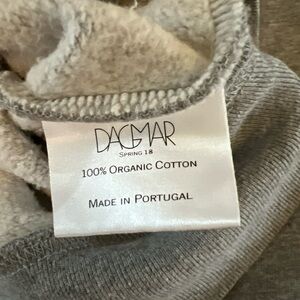 DAGMAR
SPRING 18
100% ORGANIC COTTON
MADE IN PORTUGAL